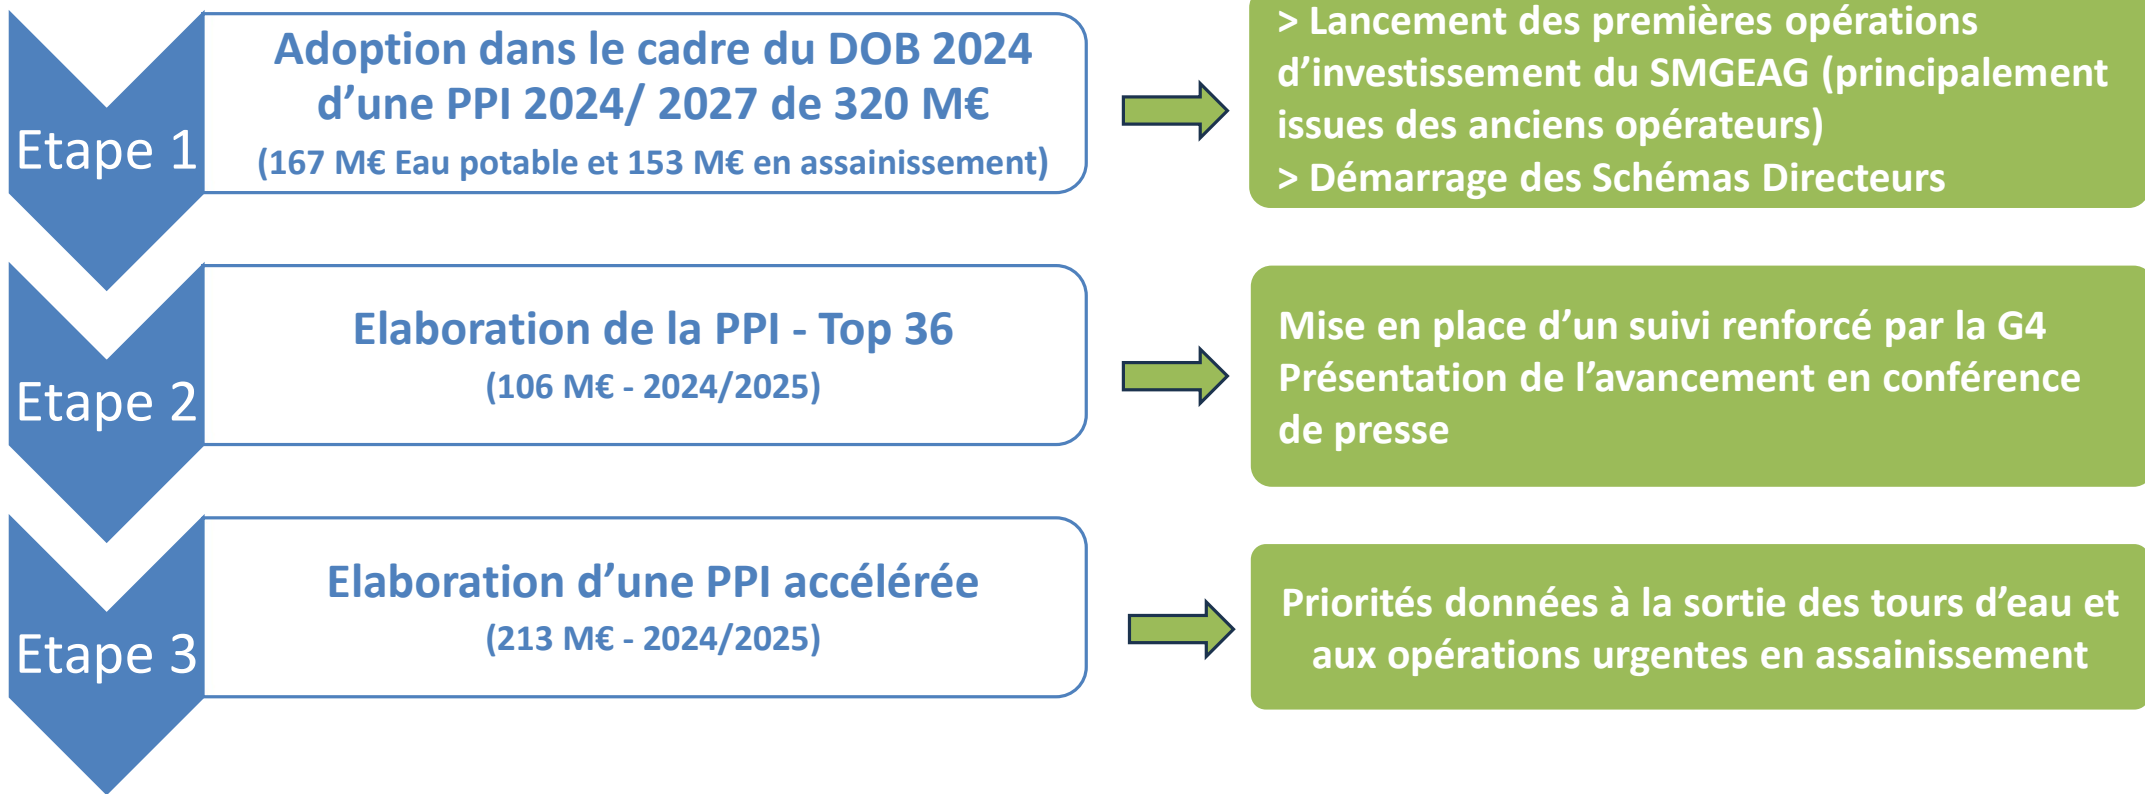 Etape 1
Adoption dans le cadre du DOB 2024
d’une PPI 2024/ 2027 de 320 M€
(167 M€ Eau potable et 153 M€ en assainissement)
> Lancement des premières opérations
d’investissement du SMGEAG (principalement
issues des anciens opérateurs)
> Démarrage des Schémas Directeurs
Etape 2
Elaboration de la PPI - Top 36
(106 M€ - 2024/2025)
Mise en place d’un suivi renforcé par la G4
Présentation de l’avancement en conférence
de presse
Etape 3
Elaboration d’une PPI accélérée
(213 M€ - 2024/2025)
Priorités données à la sortie des tours d’eau et
aux opérations urgentes en assainissement